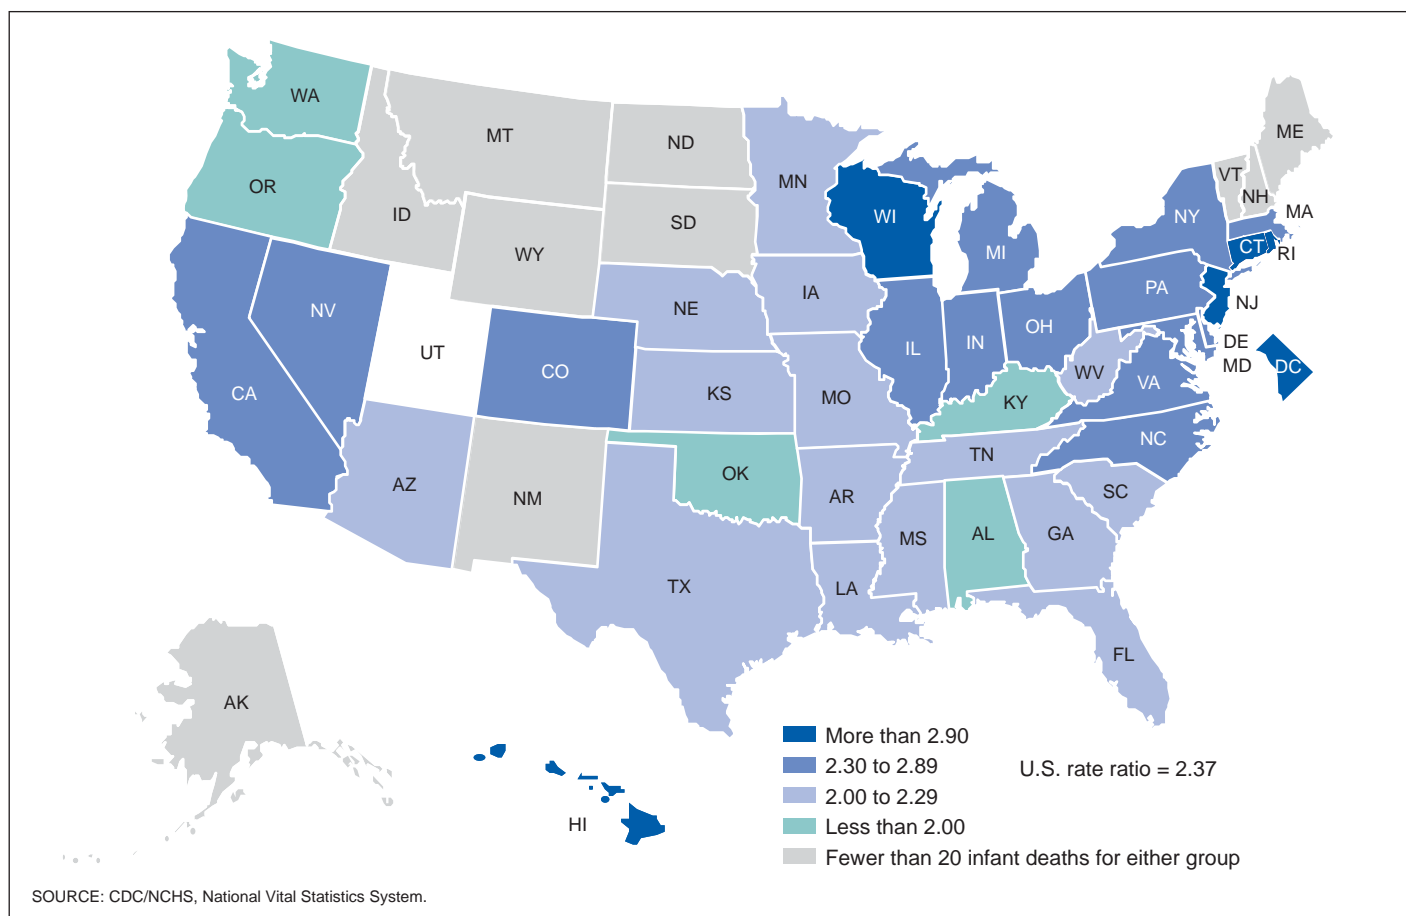 WA
MT
ND
ME
OR
MN
VT
ID
SD
WI
NH
NY
MA
WY
MI
CT
RI
IA
PA
NJ
NE
NV
OH
UT
IL
IN
DE
CO
MD
DC
WV
CA
KS
MO
VA
KY
NC
TN
AZ
OK
NM
AR
SC
MS
AL
GA
TX
LA
FL
AK
HI
More than 2.90
2.30 to 2.89
U.S. rate ratio = 2.37
2.00 to 2.29
Less than 2.00
Fewer than 20 infant deaths for either group
SOURCE: CDC/NCHS, National Vital Statistics System.